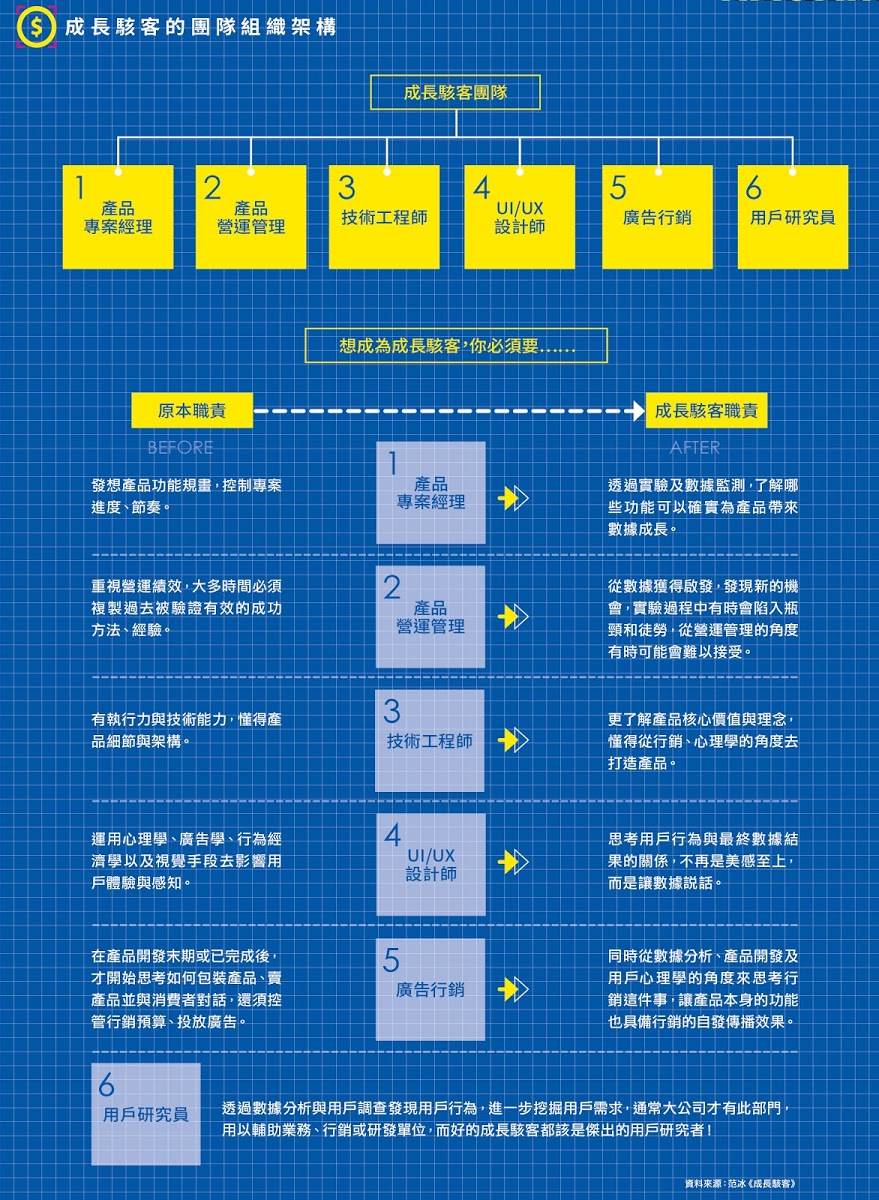 $ 成長駭客的團隊組織架構
成長駭客團隊
1
產品
專案經理
2
產品
營運管理
3
技術工程師
4
UI/UX
設計師
5
廣告行銷
6
用戶研究員
想成為成長駭客,你必須要……
原本職責
成長駭客職責
BEFORE
AFTER
發想產品功能規畫,控制專案
進度、節奏。
1
產品
專案經理
透過實驗及數據監測,了解哪
些功能可以確實為產品帶來
數據成長。
重視營運績效,大多時間必須
複製過去被驗證有效的成功
方法、經驗。
2
產品
營運管理
從數據獲得啟發,發現新的機
會,實驗過程中有時會陷入瓶
頸和徒勞,從營運管理的角度
有時可能會難以接受。
有執行力與技術能力,懂得產
品細節與架構。
3
技術工程師
更了解產品核心價值與理念,
懂得從行銷、心理學的角度去
打造產品。
運用心理學、廣告學、行為經
濟學以及視覺手段去影響用
戶體驗與感知。
4
UI/UX
設計師
思考用戶行為與最終數據結
果的關係,不再是美感至上,
而是讓數據說話。
在產品開發末期或已完成後,
才開始思考如何包裝產品、賣
產品並與消費者對話,還須控
管行銷預算、投放廣告。
5
廣告行銷
同時從數據分析、產品開發及
用戶心理學的角度來思考行
銷這件事,讓產品本身的功能
也具備行銷的自發傳播效果。
6
用戶研究員
透過數據分析與用戶調查發現用戶行為,進一步挖掘用戶需求,通常大公司才有此部門,
用以輔助業務、行銷或研發單位,而好的成長駭客都該是傑出的用戶研究者!
資料來源:范冰《成長駭客》